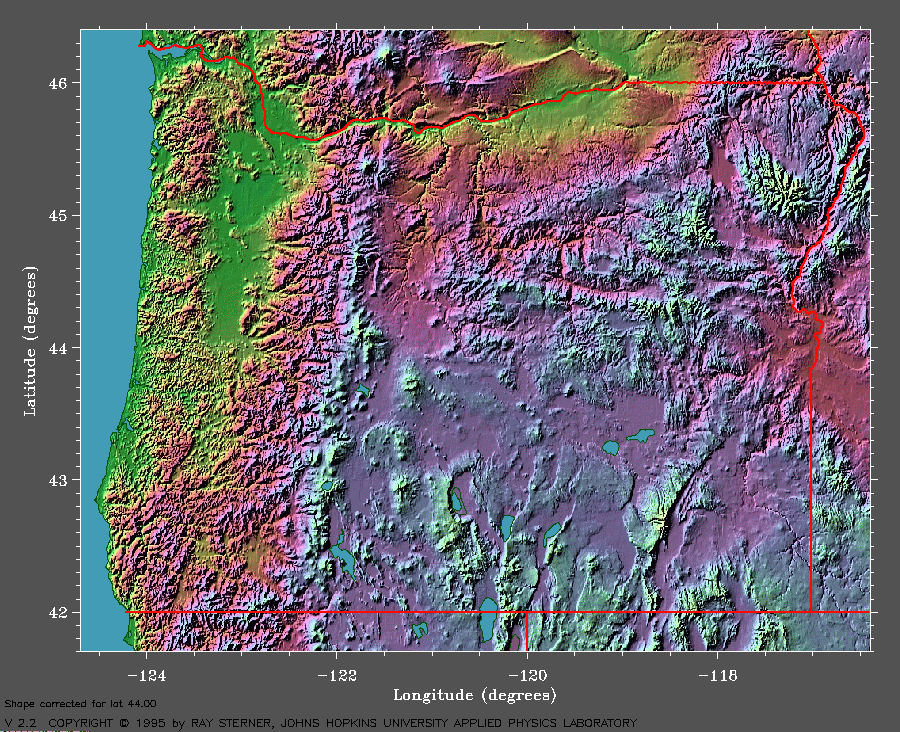 46
45
44
43
42
Latitude (degrees)
-124
-122
-120
-118
Longitude (degrees)
Shape corrected for lat 44.00
V 2.2 COPYRIGHT © 1995 by RAY STERNER, JOHNS HOPKINS UNIVERSITY APPLIED PHYSICS LABORATORY